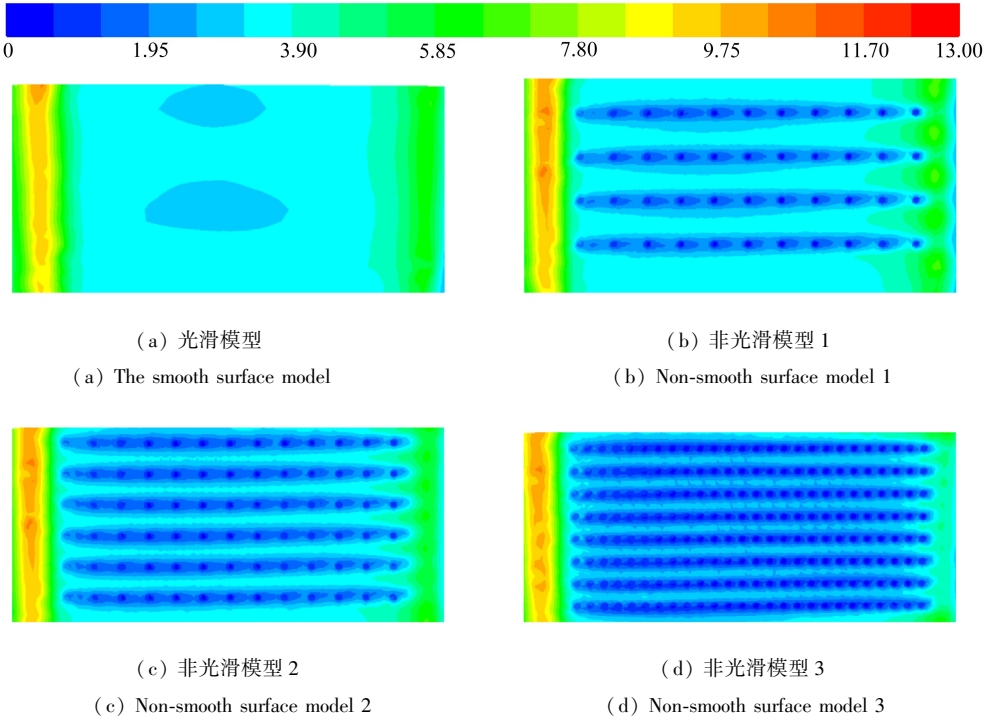 0 1.95 3.90 5.85 7.80 9.75 11.70 13.00
(a) 光滑模型
(a) The smooth surface model
(b) 非光滑模型 1
(b) Non-smooth surface model 1
(c) 非光滑模型 2
(c) Non-smooth surface model 2
(d) 非光滑模型 3
(d) Non-smooth surface model 3